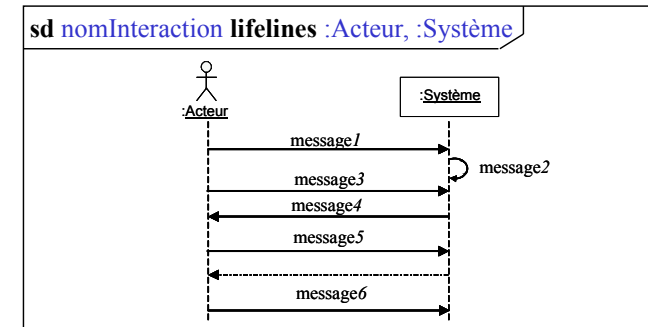 sd nomInteraction lifelines :Acteur, :Système
:Acteur
:Système
message1
message2
message3
message4
message5
message6